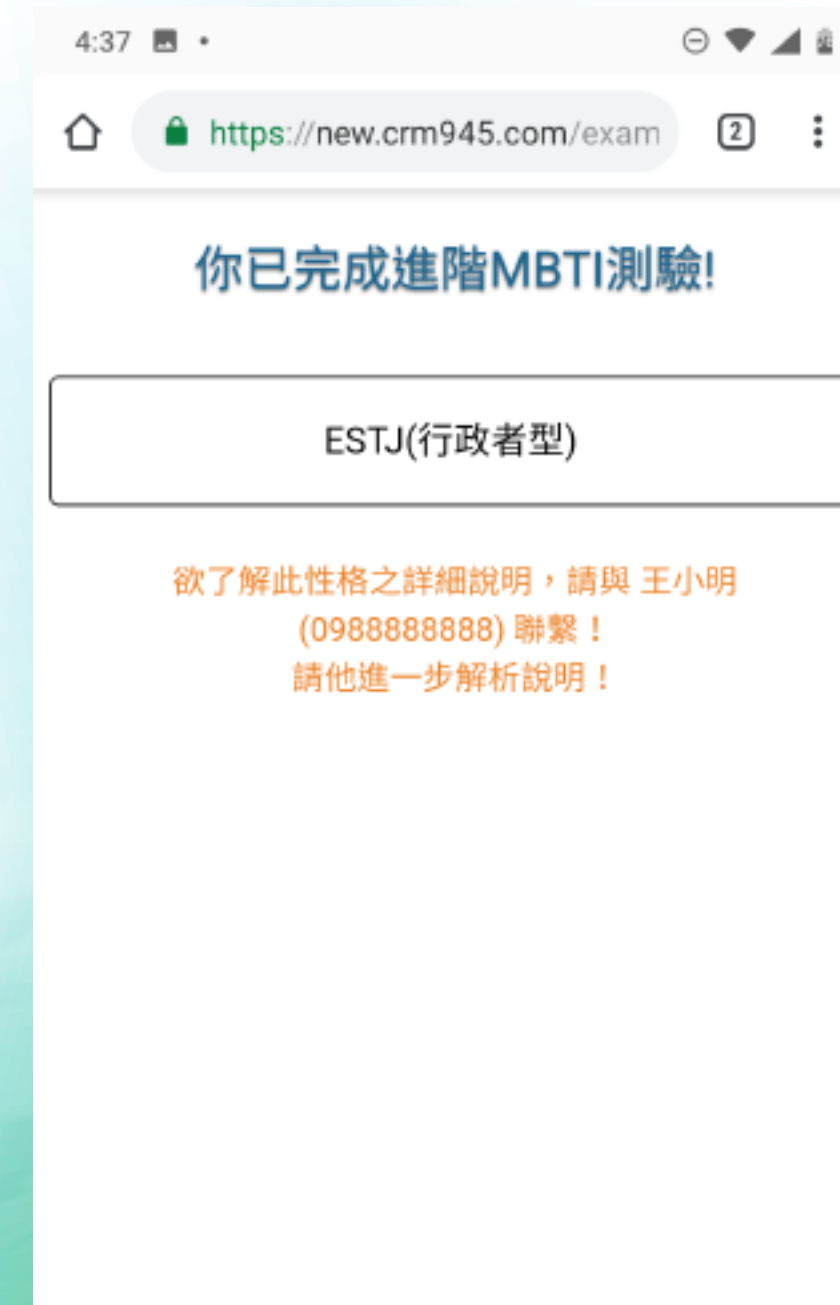 4:37
https://new.crm945.com/exam
2
你已完成進階MBTI測驗!
ESTJ(行政者型)
欲了解此性格之詳細說明，請與 王小明
(0988888888) 聯繫！
請他進一步解析說明！